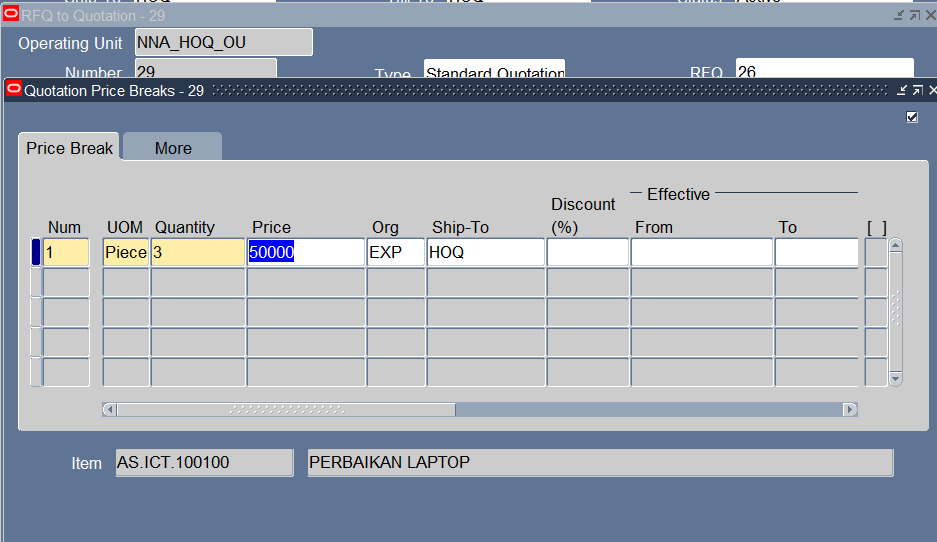 RFQ to Quotation - 29
Operating Unit NNA_HOQ_OU
Number 29 Type Standard Quotation RFQ 26
Quotation Price Breaks - 29
Price Break More
Effective
Discount
Num UOM Quantity Price Org Ship-To (%) From To [ ]
1 Piece 3 50000 EXP HOQ
Item AS.ICT.100100 PERBAIKAN LAPTOP